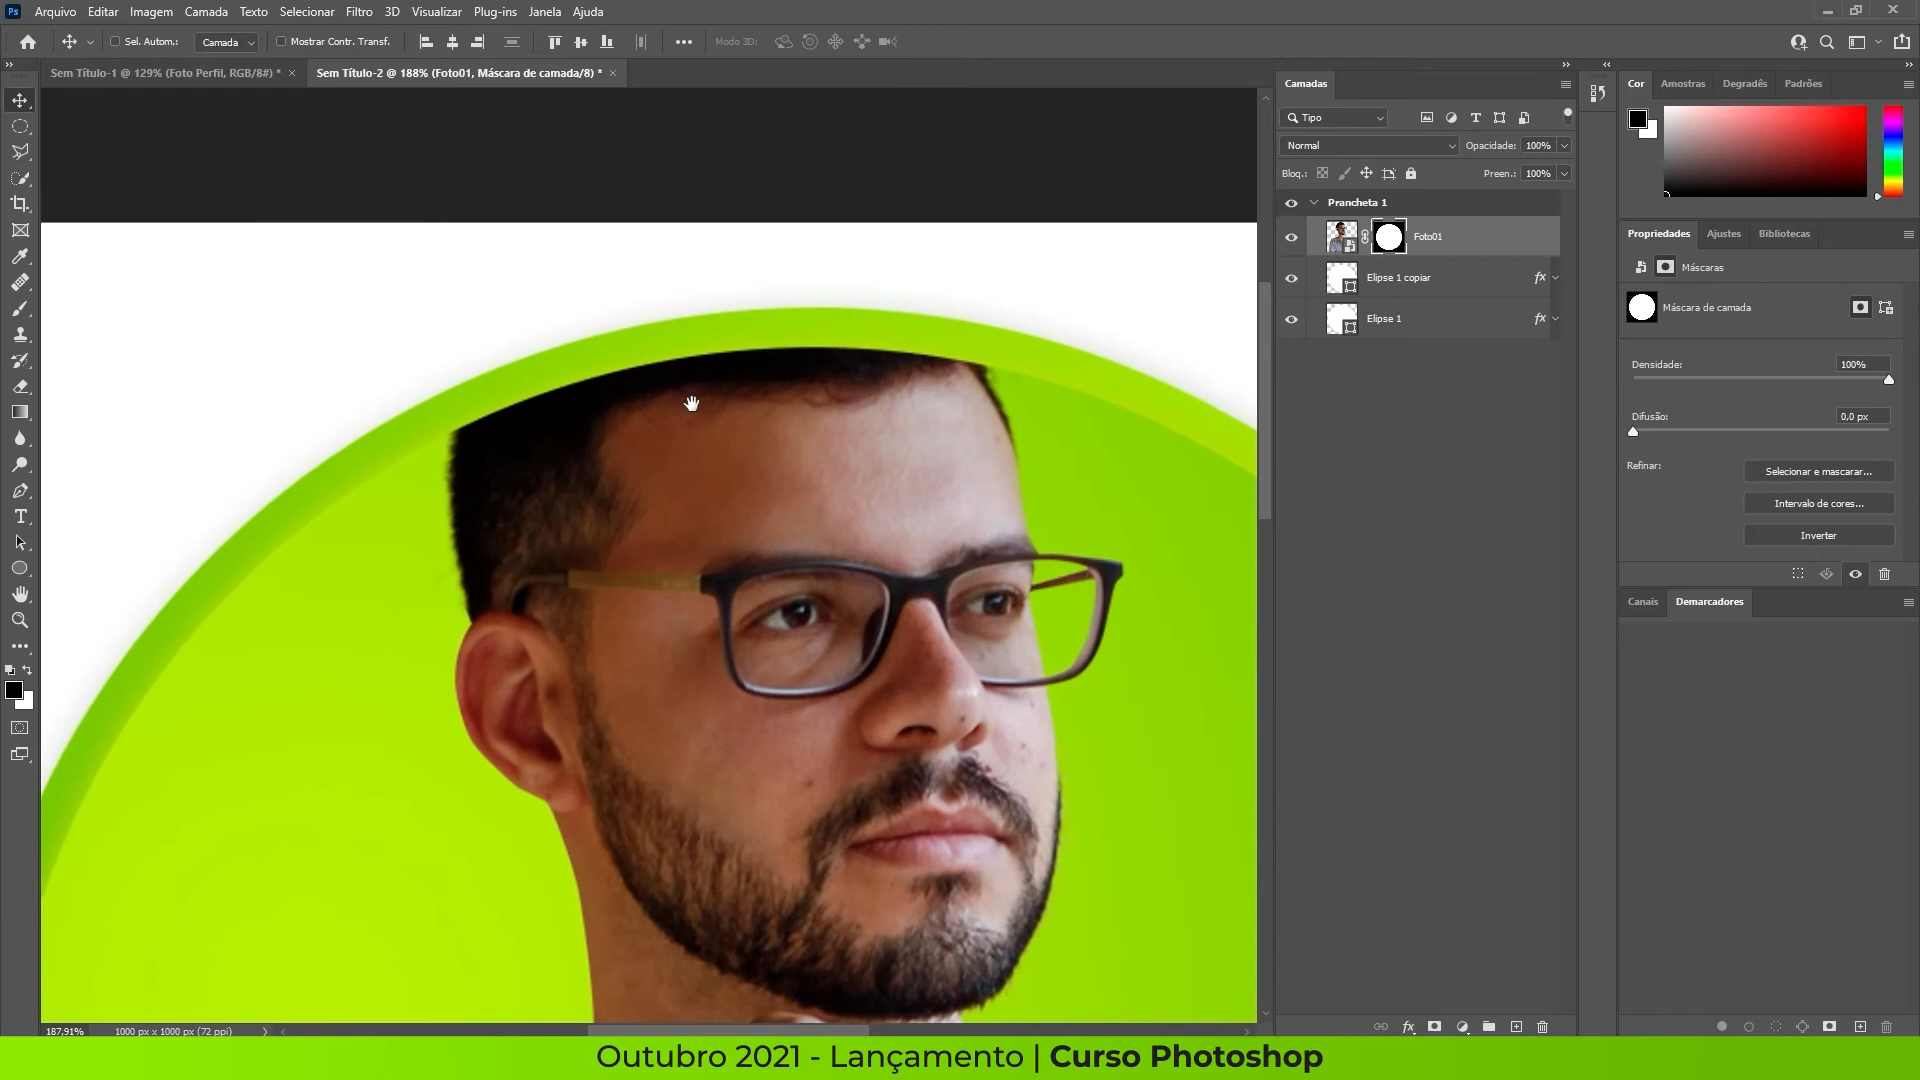 Ps Arquivo Editar Imagem Camada Texto Selecionar Filtro 3D Visualizar Plug-ins Janela Ajuda
Sel. Autom.: Camada Mostrar Contr. Transf. Modo 3D:
Sem Título-1 @ 129% (Foto Perfil, RGB/8#) * Sem Título-2 @ 188% (Foto01, Máscara de camada/8) *
Camadas
Tipo
Normal Opacidade: 100%
Bloq.: Preen.: 100%
Prancheta 1
Foto01
Elipse 1 copiar fx
Elipse 1 fx
Cor Amostras Degradês Padrões
Propriedades Ajustes Bibliotecas
Máscaras
Máscara de camada
Densidade: 100%
Difusão: 0,0 px
Refinar: Selecionar e mascarar...
Intervalo de cores...
Inverter
Canais Demarcadores
187,91% 1000 px x 1000 px (72 ppi)
fx
Outubro 2021 - Lançamento | Curso Photoshop